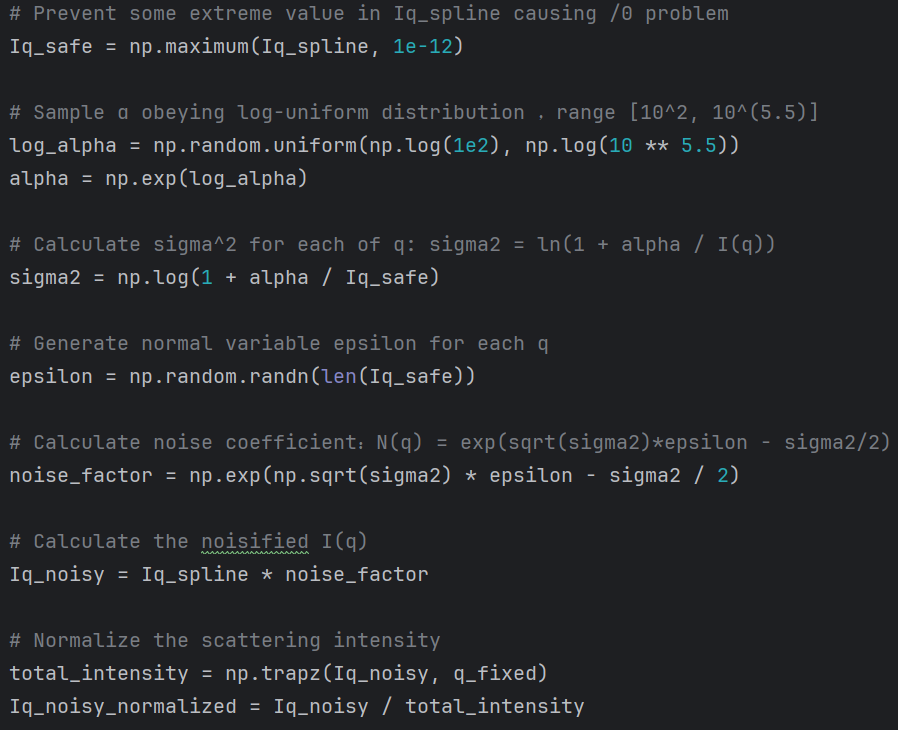 # Prevent some extreme value in Iq_spline causing /0 problem
Iq_safe = np.maximum(Iq_spline, 1e-12)
# Sample α obeying log-uniform distribution ，range [10^2, 10^(5.5)]
log_alpha = np.random.uniform(np.log(1e2), np.log(10 ** 5.5))
alpha = np.exp(log_alpha)
# Calculate sigma^2 for each of q: sigma2 = ln(1 + alpha / I(q))
sigma2 = np.log(1 + alpha / Iq_safe)
# Generate normal variable epsilon for each q
epsilon = np.random.randn(len(Iq_safe))
# Calculate noise coefficient：N(q) = exp(sqrt(sigma2)*epsilon - sigma2/2)
noise_factor = np.exp(np.sqrt(sigma2) * epsilon - sigma2 / 2)
# Calculate the noisified I(q)
Iq_noisy = Iq_spline * noise_factor
# Normalize the scattering intensity
total_intensity = np.trapz(Iq_noisy, q_fixed)
Iq_noisy_normalized = Iq_noisy / total_intensity